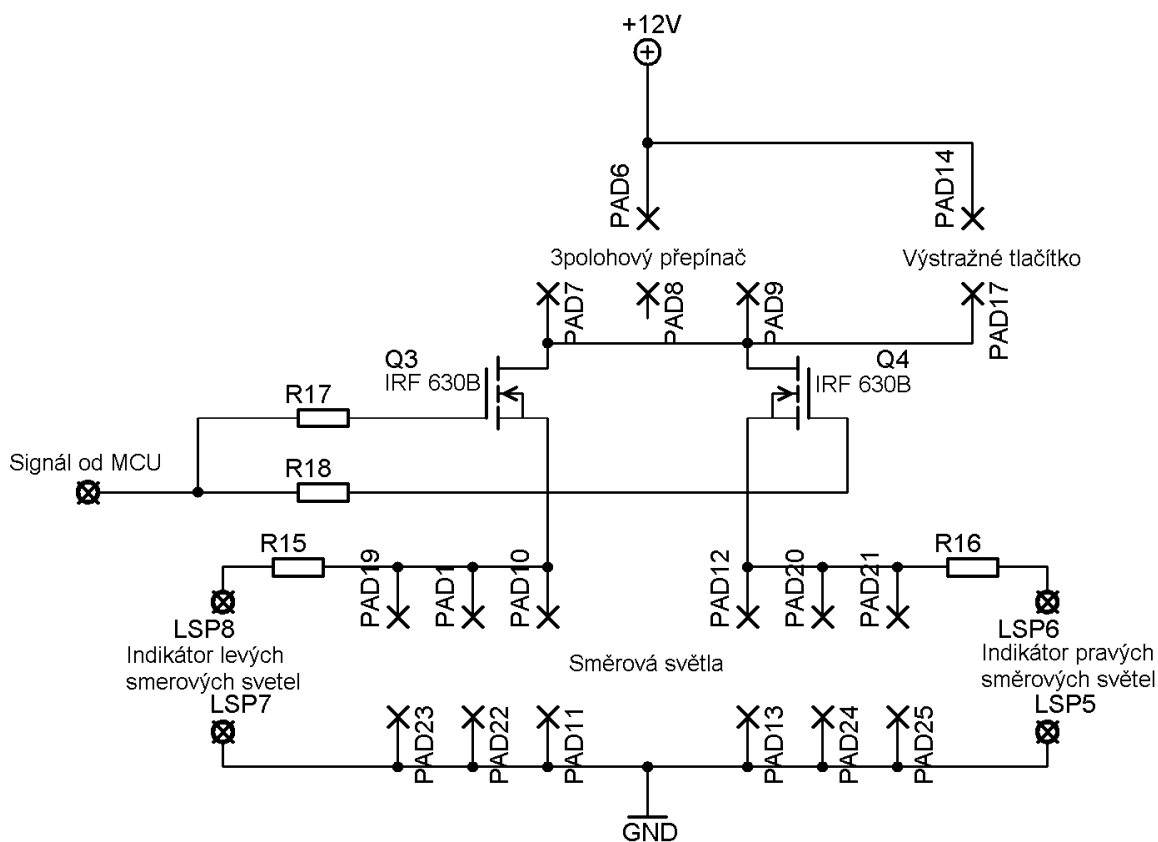 +12V
PAD6
PAD14
3polohový přepínač
Výstražné tlačítko
PAD7
PAD8
PAD9
PAD17
Q3
IRF 630B
Q4
IRF 630B
R17
Signál od MCU
R18
R15
PAD19
PAD1
PAD10
PAD12
PAD20
PAD21
R16
LSP8
Indikátor levých
smerových svetel
LSP7
Směrová světla
LSP6
Indikátor pravých
směrových světel
LSP5
PAD23
PAD22
PAD11
PAD13
PAD24
PAD25
GND